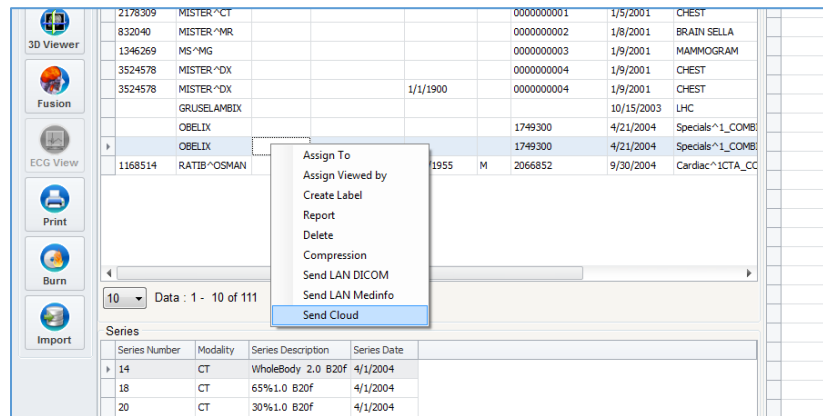 2178309 MISTER^CT 0000000001 1/5/2001 CHEST
832040 MISTER^MR 0000000002 1/8/2001 BRAIN SELLA
1346269 MS^MG 0000000003 1/9/2001 MAMMOGRAM
3524578 MISTER^DX 0000000004 1/9/2001 CHEST
3524578 MISTER^DX 1/1/1900 0000000004 1/9/2001 CHEST
GRUSELAMBIX 10/15/2003 LHC
OBELIX 1749300 4/21/2004 Specials^1_COMBI
OBELIX 1749300 4/21/2004 Specials^1_COMBI
1168514 RATIB^OSMAN /1955 M 2066852 9/30/2004 Cardiac^1CTA_CC
3D Viewer
Fusion
ECG View
Print
Burn
Import
Assign To
Assign Viewed by
Create Label
Report
Delete
Compression
Send LAN DICOM
Send LAN Medinfo
Send Cloud
10 Data : 1 - 10 of 111
Series
Series Number Modality Series Description Series Date
14 CT WholeBody 2.0 B20f 4/1/2004
18 CT 65%1.0 B20f 4/1/2004
20 CT 30%1.0 B20f 4/1/2004